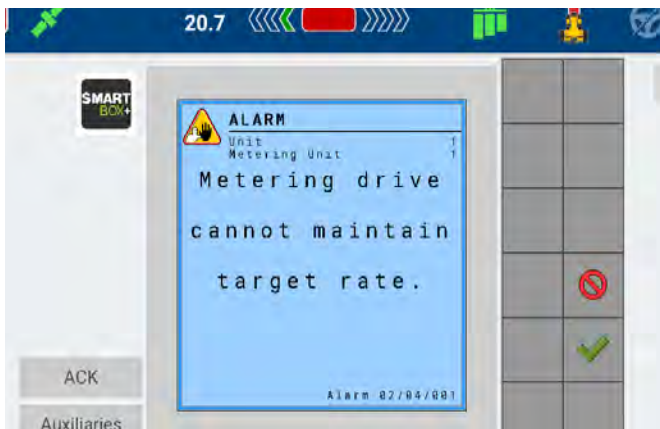 20.7
SMART
BOX+
ALARM
Unit 1
Metering Unit 1
Metering drive
cannot maintain
target rate.
Alarm 02/04/001
ACK
Auxiliaries